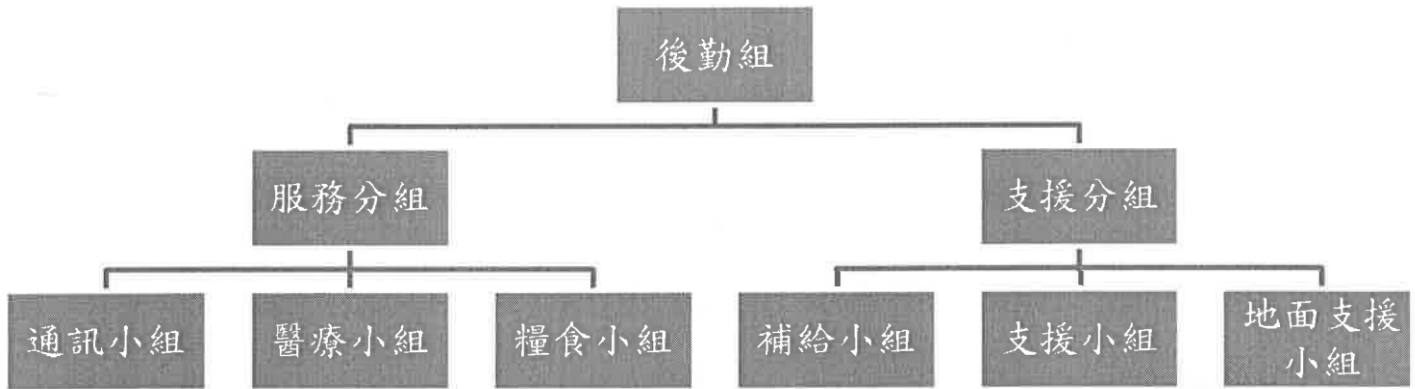 後勤組
服務分組
支援分組
通訊小組
醫療小組
糧食小組
補給小組
支援小組
地面支援
小組